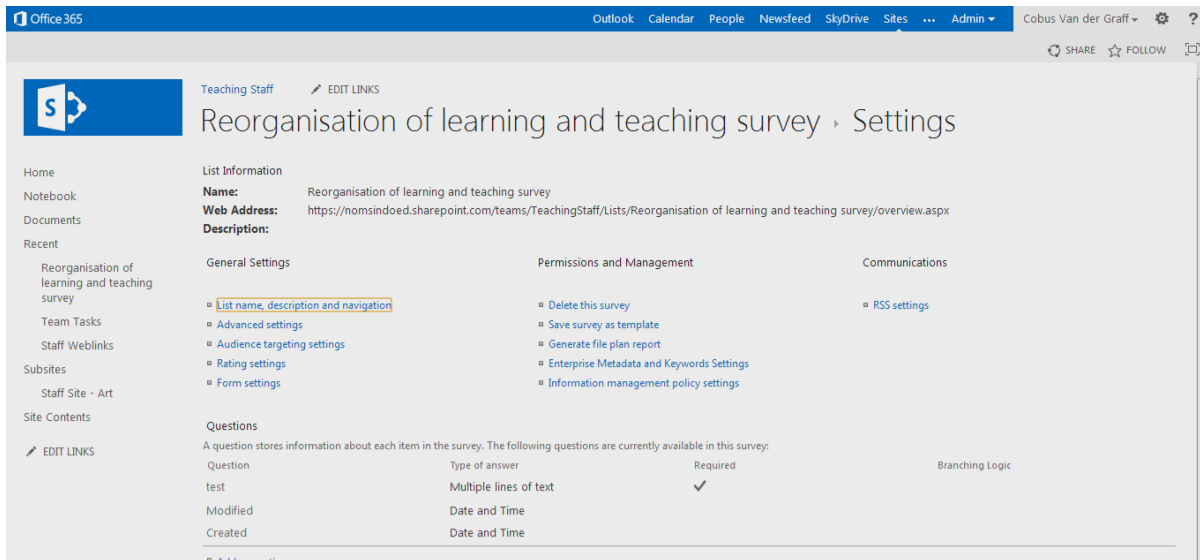 Office 365 Outlook Calendar People Newsfeed SkyDrive Sites ... Admin Cobus Van der Graff ?
SHARE FOLLOW
S
Teaching Staff EDIT LINKS
Reorganisation of learning and teaching survey › Settings
Home
Notebook
Documents
Recent
Reorganisation of
learning and teaching
survey
Team Tasks
Staff Weblinks
Subsites
Staff Site - Art
Site Contents
EDIT LINKS
List Information
Name: Reorganisation of learning and teaching survey
Web Address: https://nomsindoed.sharepoint.com/teams/TeachingStaff/Lists/Reorganisation of learning and teaching survey/overview.aspx
Description:
General Settings Permissions and Management Communications
List name, description and navigation Delete this survey RSS settings
Advanced settings Save survey as template
Audience targeting settings Generate file plan report
Rating settings Enterprise Metadata and Keywords Settings
Form settings Information management policy settings
Questions
A question stores information about each item in the survey. The following questions are currently available in this survey:
Question Type of answer Required Branching Logic
test Multiple lines of text ✓
Modified Date and Time
Created Date and Time